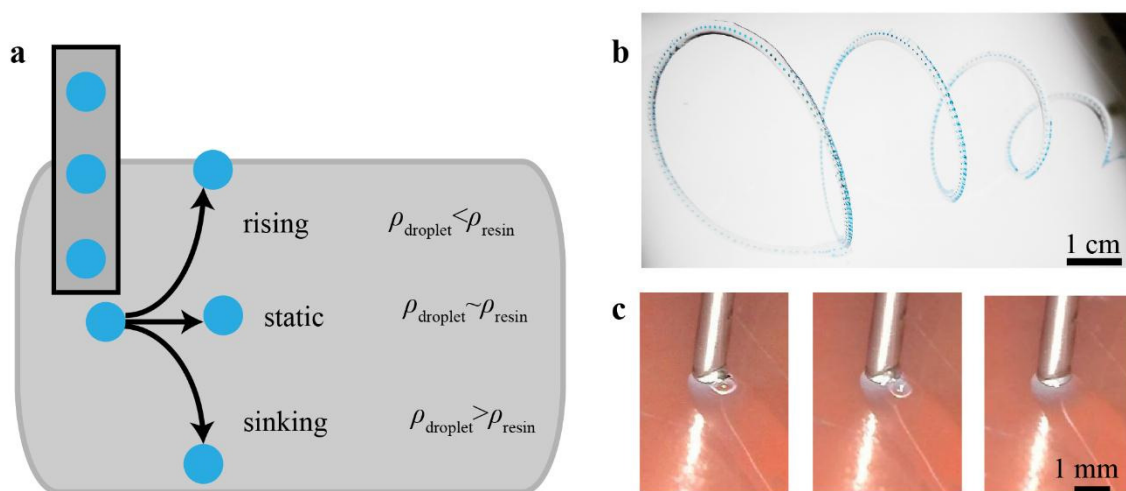 a
rising
ρdroplet<ρresin
static
ρdroplet~ρresin
sinking
ρdroplet>ρresin
b
1 cm
c
1 mm